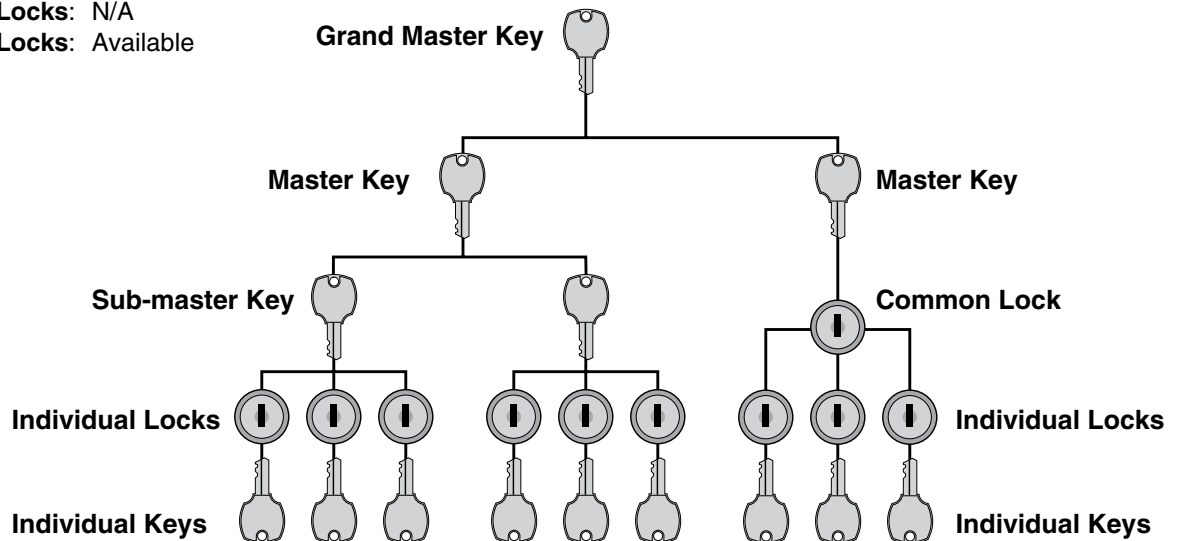 Locks: N/A
Locks: Available
Grand Master Key
Master Key
Master Key
Sub-master Key
Common Lock
Individual Locks
Individual Locks
Individual Keys
Individual Keys